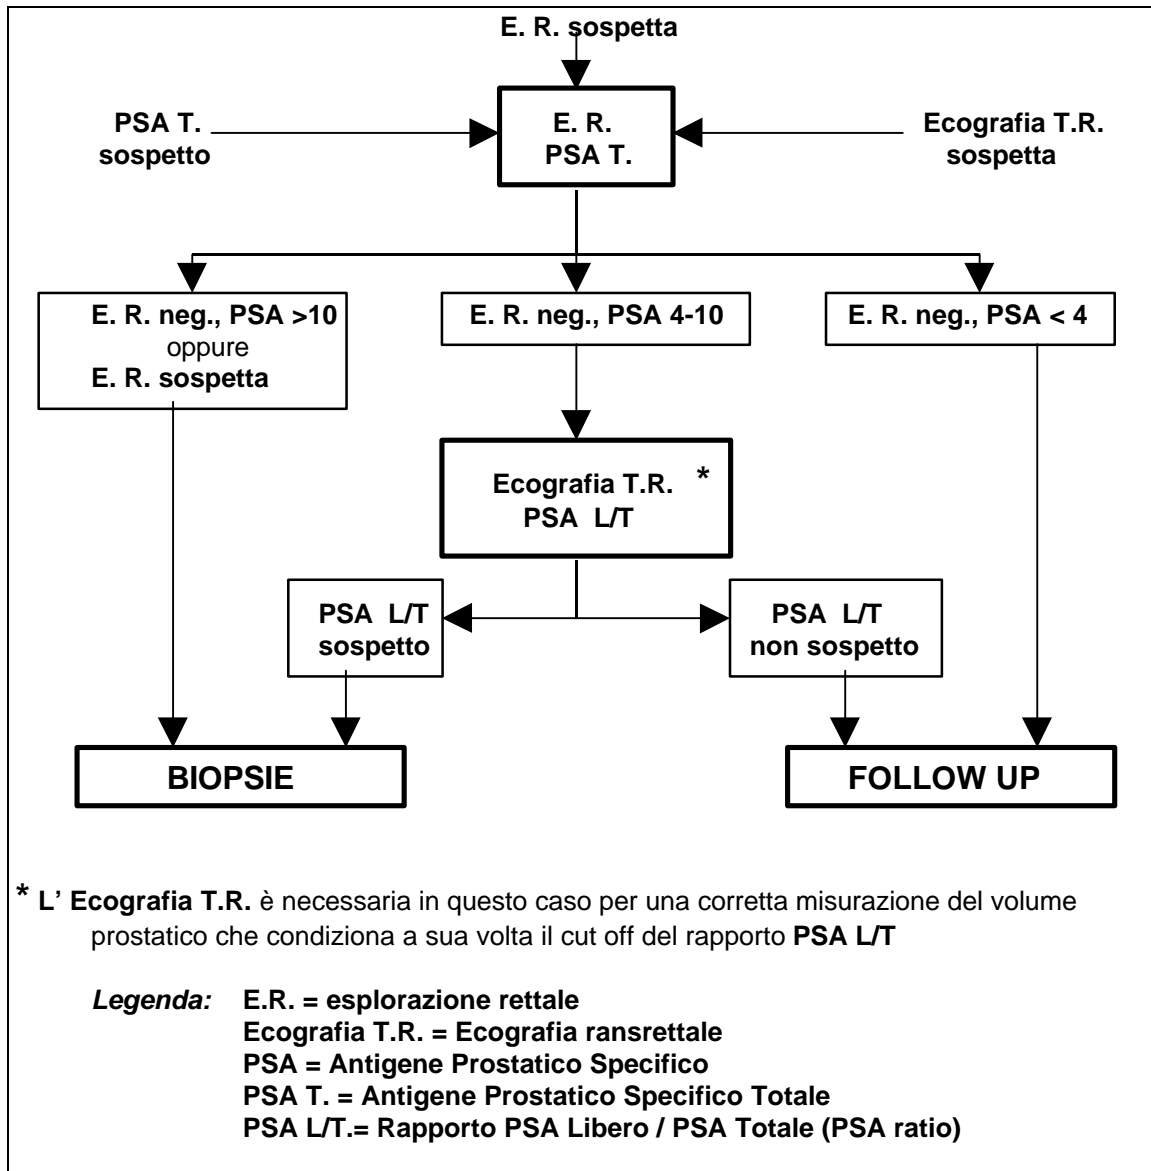 E. R. sospetta
PSA T.
sospetto
E. R.
PSA T.
Ecografia T.R.
sospetta
E. R. neg., PSA >10
oppure
E. R. sospetta
E. R. neg., PSA 4-10
E. R. neg., PSA < 4
Ecografia T.R. *
PSA L/T
PSA L/T
sospetto
PSA L/T
non sospetto
BIOPSIE
FOLLOW UP
* L' Ecografia T.R. è necessaria in questo caso per una corretta misurazione del volume
prostatico che condiziona a sua volta il cut off del rapporto PSA L/T
Legenda: E.R. = esplorazione rettale
Ecografia T.R. = Ecografia ransrettale
PSA = Antigene Prostatico Specifico
PSA T. = Antigene Prostatico Specifico Totale
PSA L/T.= Rapporto PSA Libero / PSA Totale (PSA ratio)